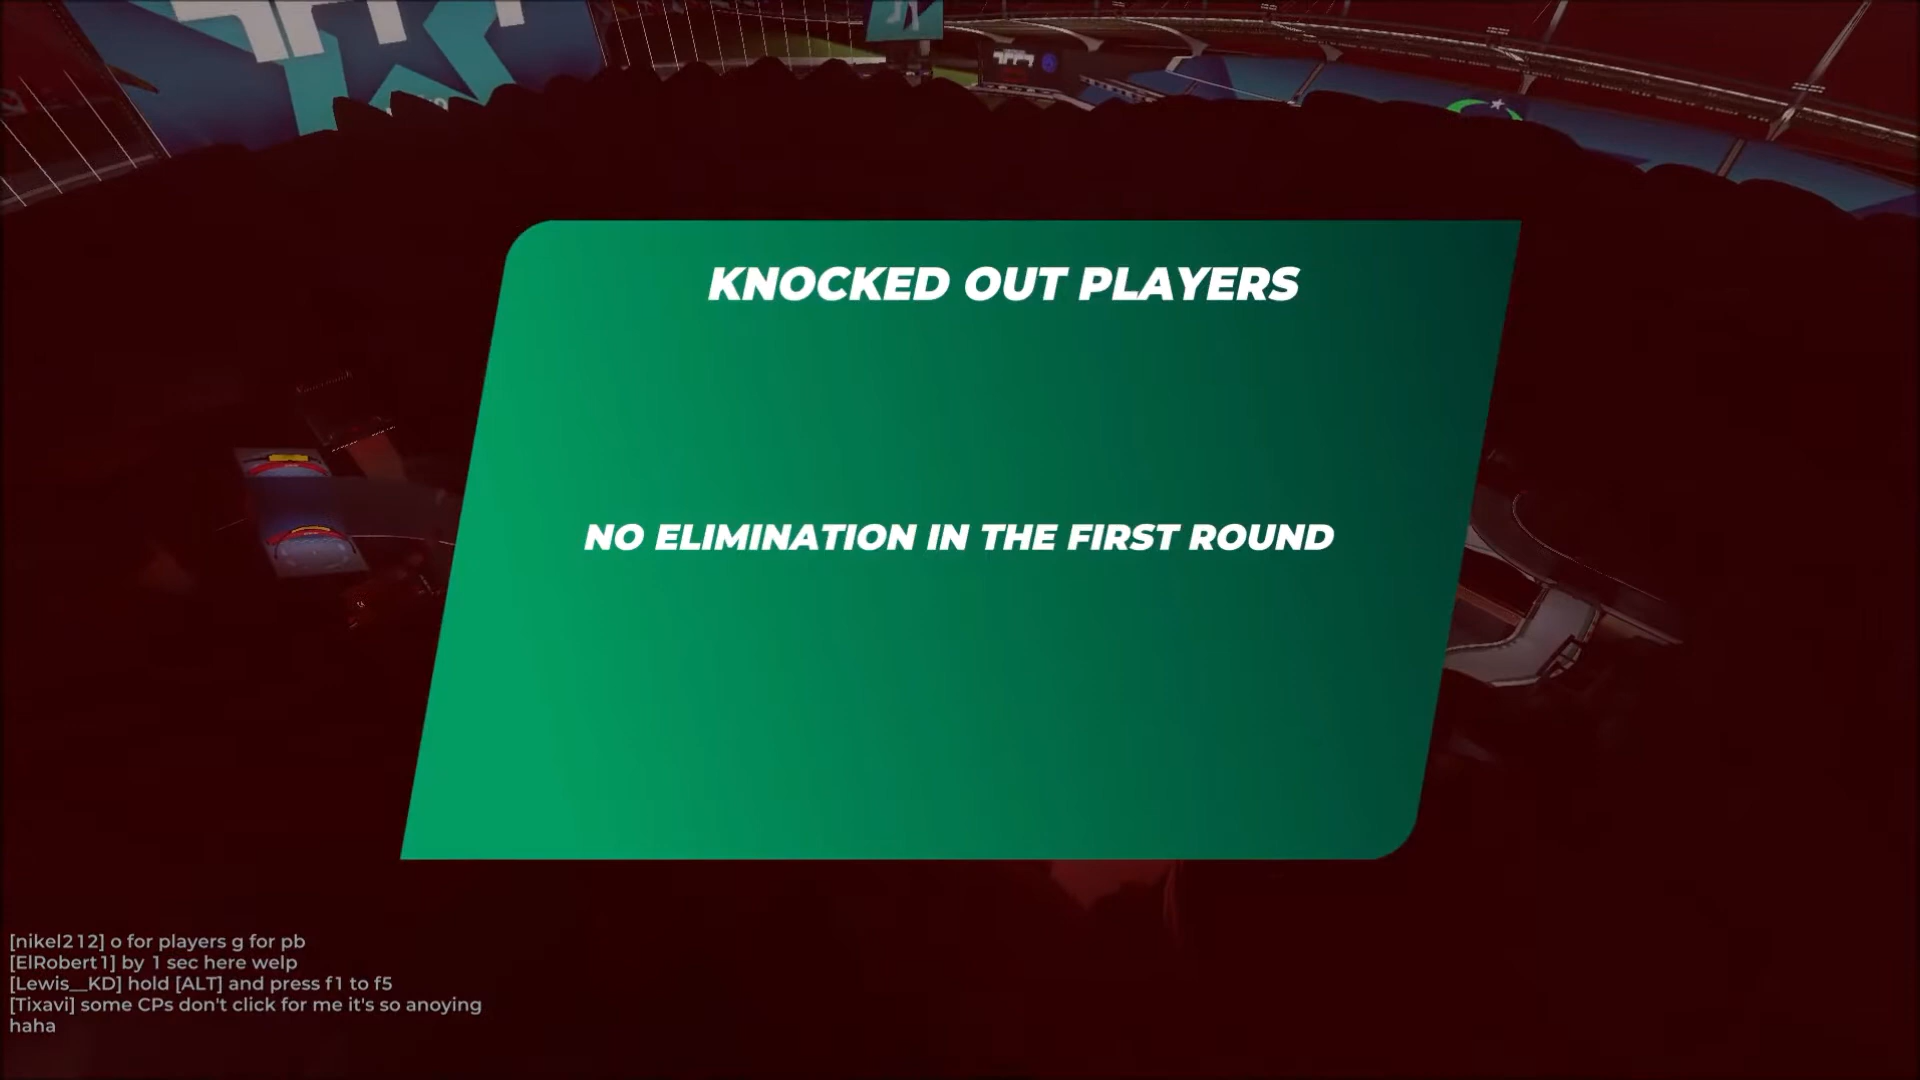 KNOCKED OUT PLAYERS
NO ELIMINATION IN THE FIRST ROUND
[nikel212] o for players g for pb
[ElRobert1] by 1 sec here welp
[Lewis__KD] hold [ALT] and press f1 to f5
[Tixavi] some CPs don't click for me it's so anoying
haha